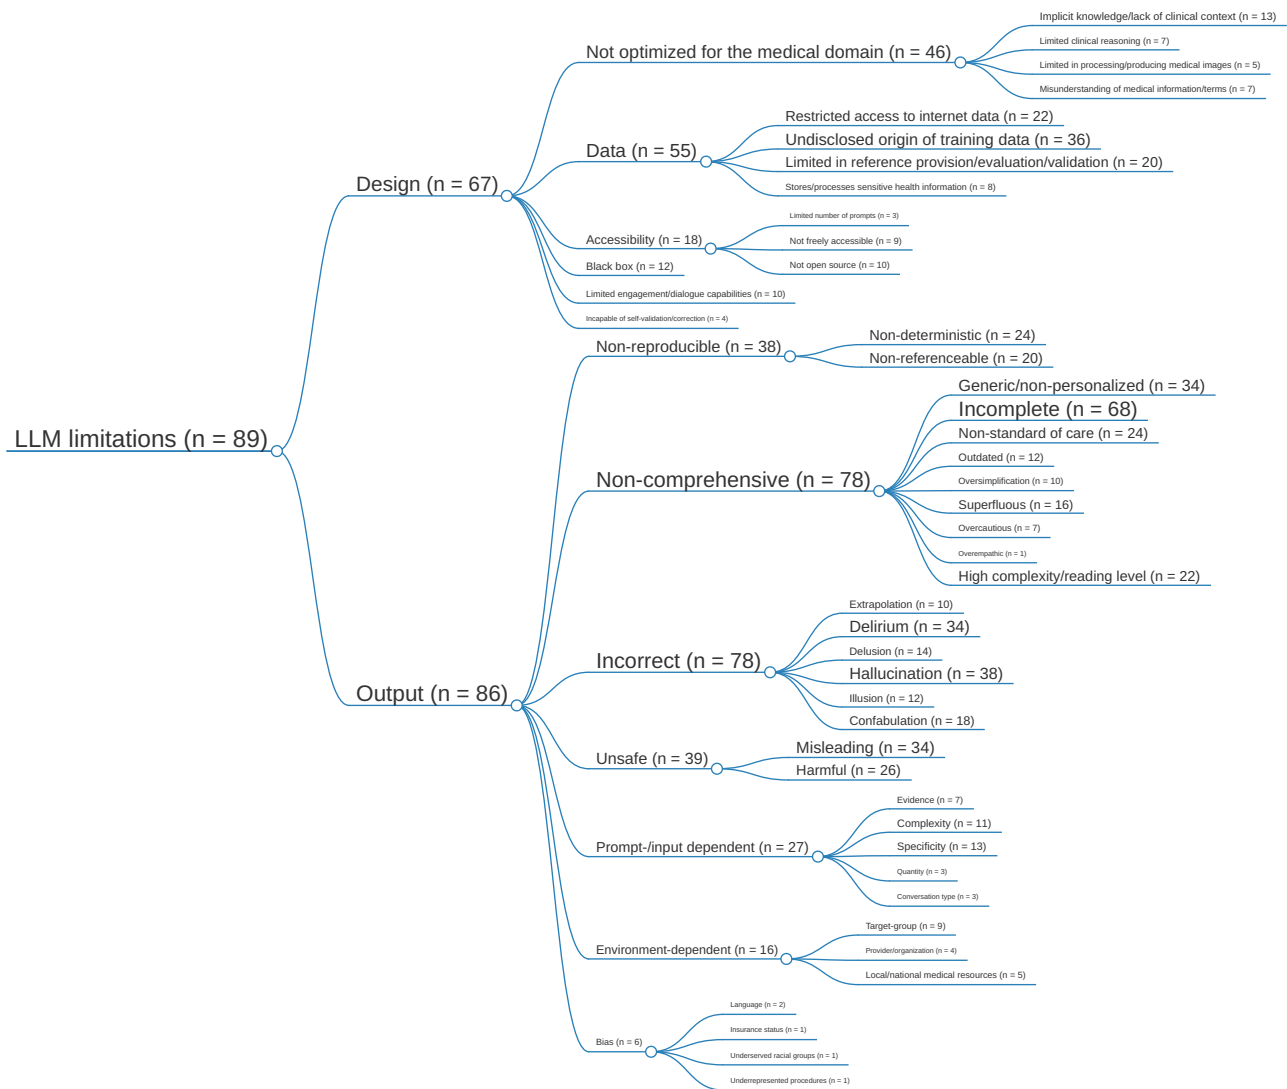 LLM limitations (n = 89)
Design (n = 67)
Not optimized for the medical domain (n = 46)
Implicit knowledge/lack of clinical context (n = 13)
Limited clinical reasoning (n = 7)
Limited in processing/producing medical images (n = 5)
Misunderstanding of medical information/terms (n = 7)
Data (n = 55)
Restricted access to internet data (n = 22)
Undisclosed origin of training data (n = 36)
Limited in reference provision/evaluation/validation (n = 20)
Stores/processes sensitive health information (n = 8)
Accessibility (n = 18)
Limited number of prompts (n = 3)
Not freely accessible (n = 9)
Not open source (n = 10)
Black box (n = 12)
Limited engagement/dialogue capabilities (n = 10)
Incapable of self-validation/correction (n = 4)
Output (n = 86)
Non-reproducible (n = 38)
Non-deterministic (n = 24)
Non-referenceable (n = 20)
Non-comprehensive (n = 78)
Generic/non-personalized (n = 34)
Incomplete (n = 68)
Non-standard of care (n = 24)
Outdated (n = 12)
Oversimplification (n = 10)
Superfluous (n = 16)
Overcautious (n = 7)
Overempathic (n = 1)
High complexity/reading level (n = 22)
Incorrect (n = 78)
Extrapolation (n = 10)
Delirium (n = 34)
Delusion (n = 14)
Hallucination (n = 38)
Illusion (n = 12)
Confabulation (n = 18)
Unsafe (n = 39)
Misleading (n = 34)
Harmful (n = 26)
Prompt-/input dependent (n = 27)
Evidence (n = 7)
Complexity (n = 11)
Specificity (n = 13)
Quantity (n = 3)
Conversation type (n = 3)
Environment-dependent (n = 16)
Target-group (n = 9)
Provider/organization (n = 4)
Local/national medical resources (n = 5)
Bias (n = 6)
Language (n = 2)
Insurance status (n = 1)
Underserved racial groups (n = 1)
Underrepresented procedures (n = 1)